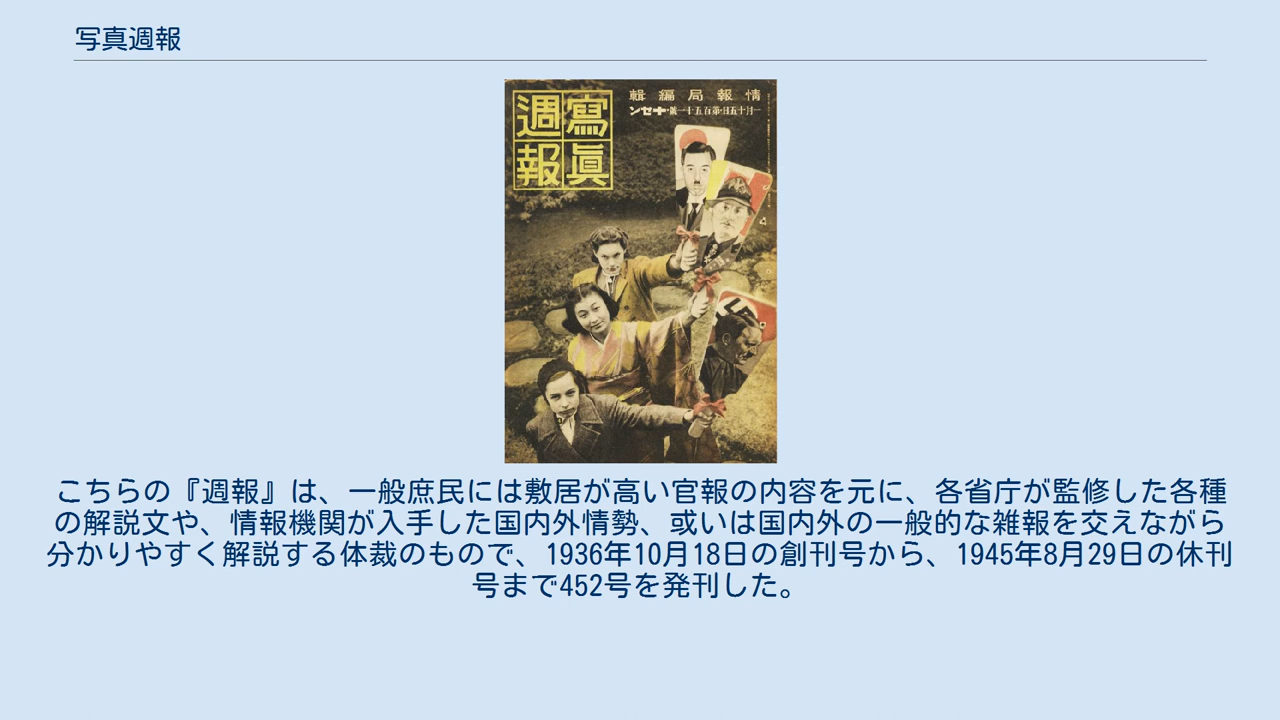 写真週報
寫眞
週報
情報局編輯
一月十五日・第百五十一號・十セン
こちらの『週報』は、一般庶民には敷居が高い官報の内容を元に、各省庁が監修した各種
の解説文や、情報機関が入手した国内外情勢、或いは国内外の一般的な雑報を交えながら
分かりやすく解説する体裁のもので、1936年10月18日の創刊号から、1945年8月29日の休刊
号まで452号を発刊した。